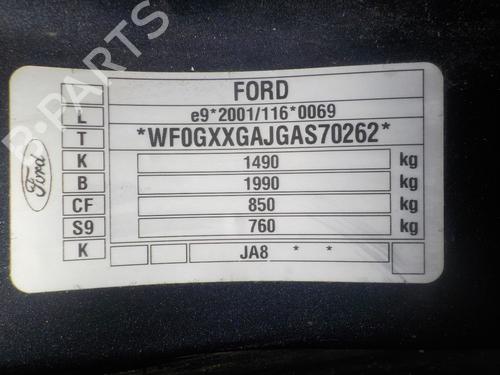 B-PARTS
FORD
L e9*2001/116*0069
T *WF0GXXGAJGAS70262*
K 1490 kg
B 1990 kg
CF 850 kg
S9 760 kg
K JA8 * *
Ford